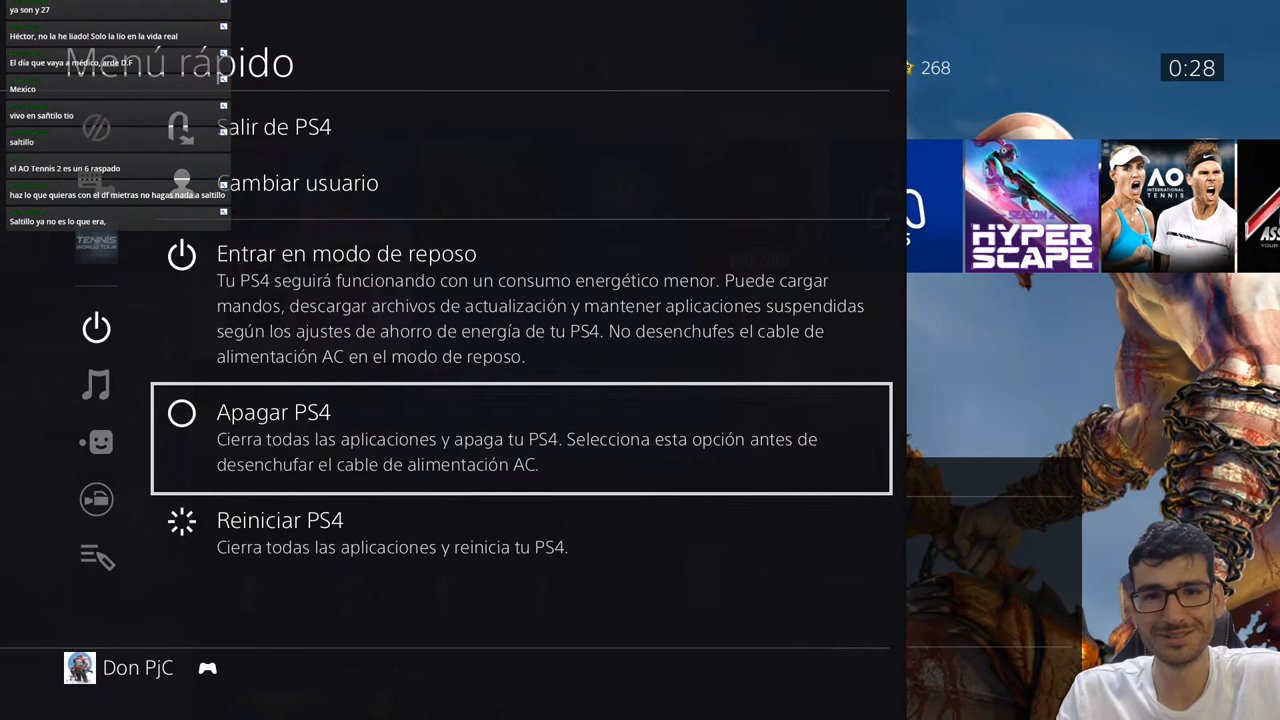 ya son y 27
Héctor, no la he liado! Solo la lío en la vida real
El día que vaya a médico, arde D.F
Mexico
vivo en sañtilo tio
saltillo
el AO Tennis 2 es un 6 raspado
haz lo que quieras con el df mietras no hagas nada a saltillo
Saltillo ya no es lo que era,
Menú rápido
268
0:28
Salir de PS4
Cambiar usuario
TENNIS
WORLD TOUR
Entrar en modo de reposo
Tu PS4 seguirá funcionando con un consumo energético menor. Puede cargar
mandos, descargar archivos de actualización y mantener aplicaciones suspendidas
según los ajustes de ahorro de energía de tu PS4. No desenchufes el cable de
alimentación AC en el modo de reposo.
Apagar PS4
Cierra todas las aplicaciones y apaga tu PS4. Selecciona esta opción antes de
desenchufar el cable de alimentación AC.
Reiniciar PS4
Cierra todas las aplicaciones y reinicia tu PS4.
Don PjC
SEASON 2
HYPER
SCAPE
AO
INTERNATIONAL
TENNIS